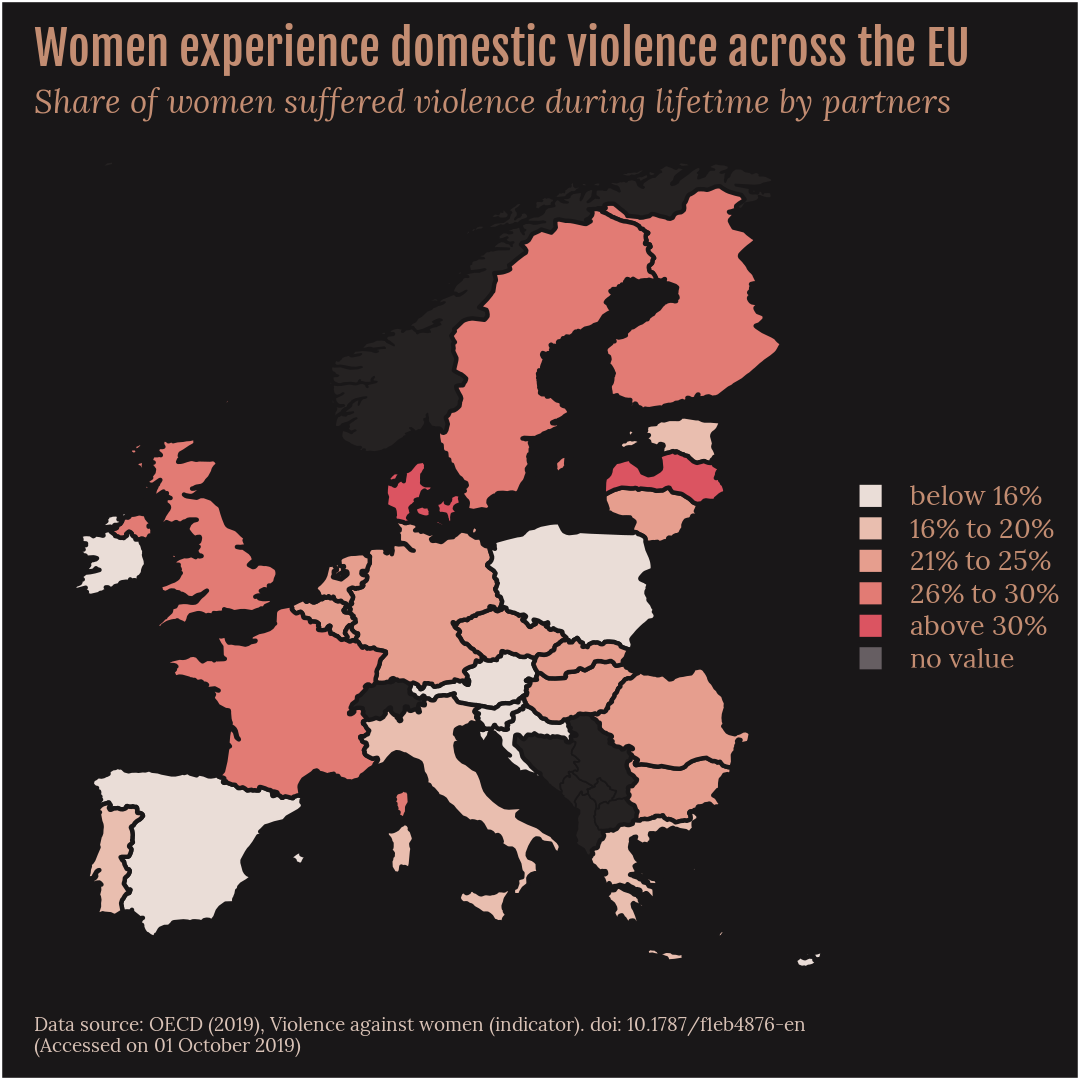 Women experience domestic violence across the EU
Share of women suffered violence during lifetime by partners
below 16%
16% to 20%
21% to 25%
26% to 30%
above 30%
no value
Data source: OECD (2019), Violence against women (indicator). doi: 10.1787/f1eb4876-en
(Accessed on 01 October 2019)